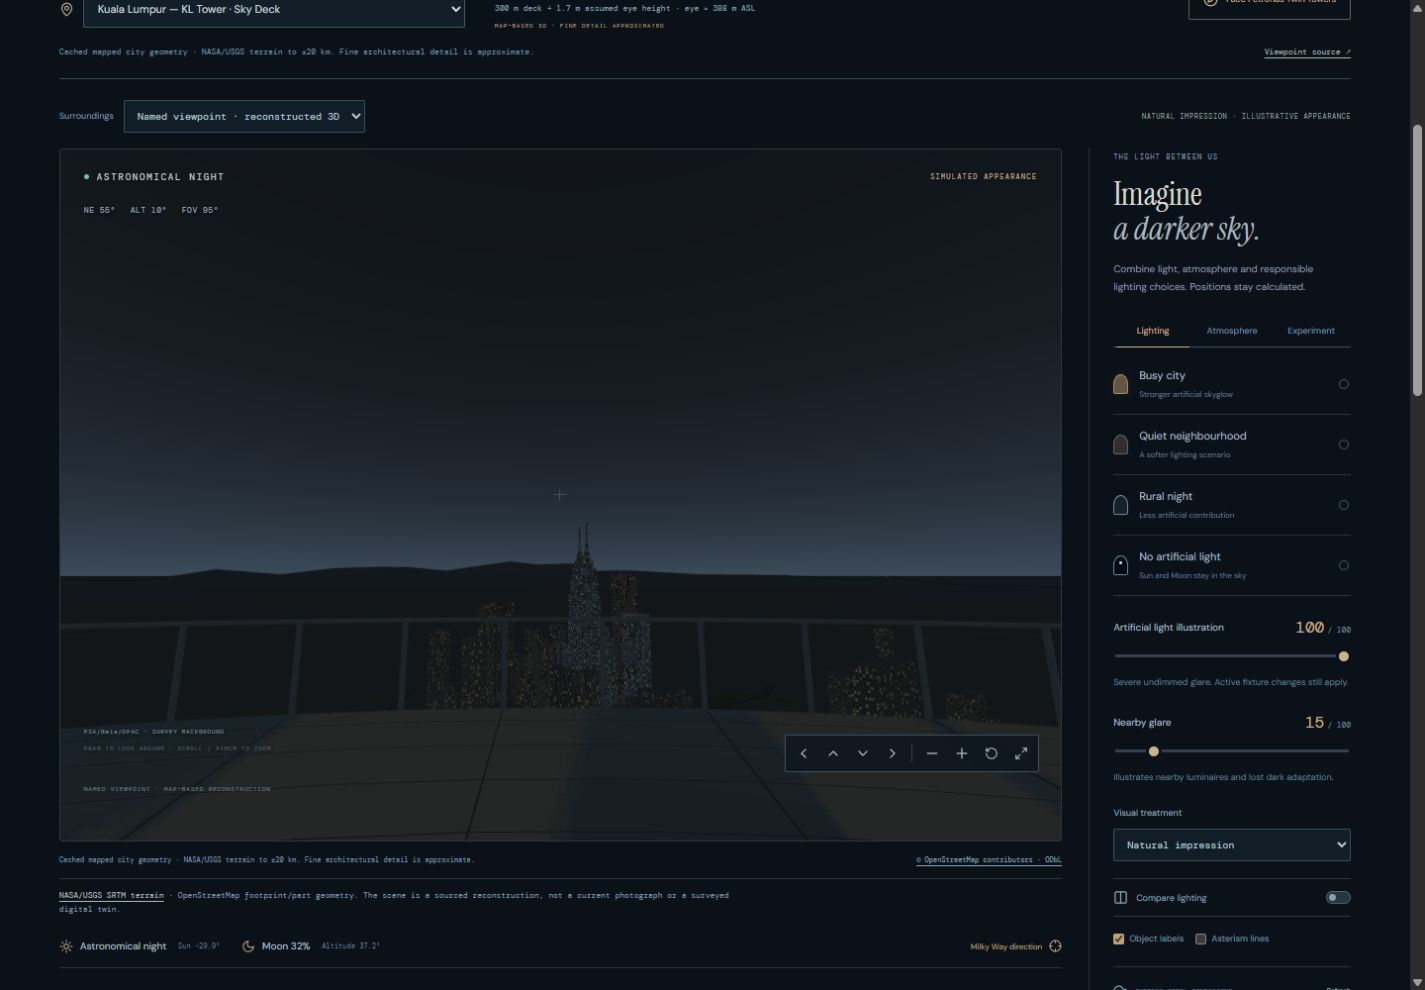 Kuala Lumpur — KL Tower · Sky Deck
300 m deck + 1.7 m assumed eye height · eye ≈ 388 m ASL
MAP-BASED 3D · FINE DETAIL APPROXIMATED
Face Petronas Twin Towers
Cached mapped city geometry · NASA/USGS terrain to ±20 km. Fine architectural detail is approximate.
Viewpoint source ↗
Surroundings
Named viewpoint · reconstructed 3D
NATURAL IMPRESSION · ILLUSTRATIVE APPEARANCE
ASTRONOMICAL NIGHT
SIMULATED APPEARANCE
NE 55° ALT 10° FOV 95°
ESA/Gaia/DPAC · SURVEY BACKGROUND
DRAG TO LOOK AROUND · SCROLL / PINCH TO ZOOM
NAMED VIEWPOINT · MAP-BASED RECONSTRUCTION
Cached mapped city geometry · NASA/USGS terrain to ±20 km. Fine architectural detail is approximate.
© OpenStreetMap contributors · ODbL
NASA/USGS SRTM terrain · OpenStreetMap footprint/part geometry. The scene is a sourced reconstruction, not a current photograph or a surveyed
digital twin.
Astronomical night Sun -29.9° Moon 32% Altitude 37.2°
Milky Way direction
THE LIGHT BETWEEN US
Imagine
a darker sky.
Combine light, atmosphere and responsible
lighting choices. Positions stay calculated.
Lighting Atmosphere Experiment
Busy city
Stronger artificial skyglow
Quiet neighbourhood
A softer lighting scenario
Rural night
Less artificial contribution
No artificial light
Sun and Moon stay in the sky
Artificial light illustration 100 / 100
Severe undimmed glare. Active fixture changes still apply.
Nearby glare 15 / 100
Illustrates nearby luminaires and lost dark adaptation.
Visual treatment
Natural impression
Compare lighting
Object labels Asterism lines